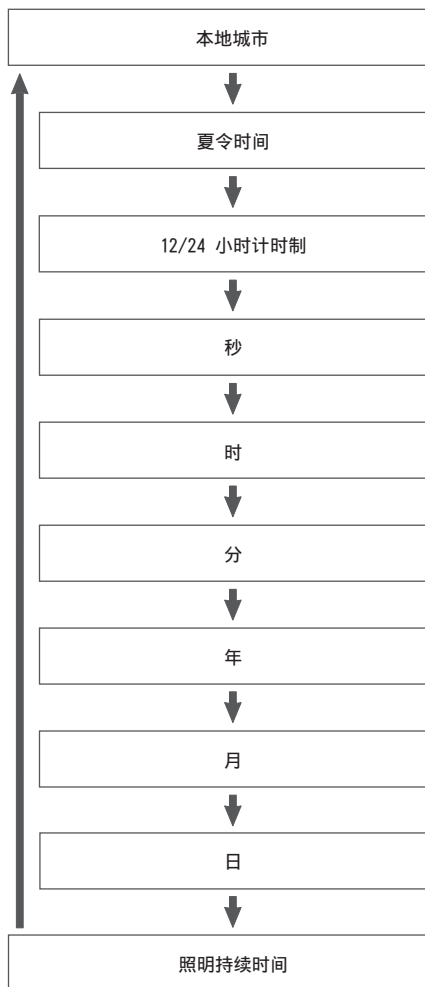 本地城市
夏令时间
12/24 小时计时制
秒
时
分
年
月
日
照明持续时间